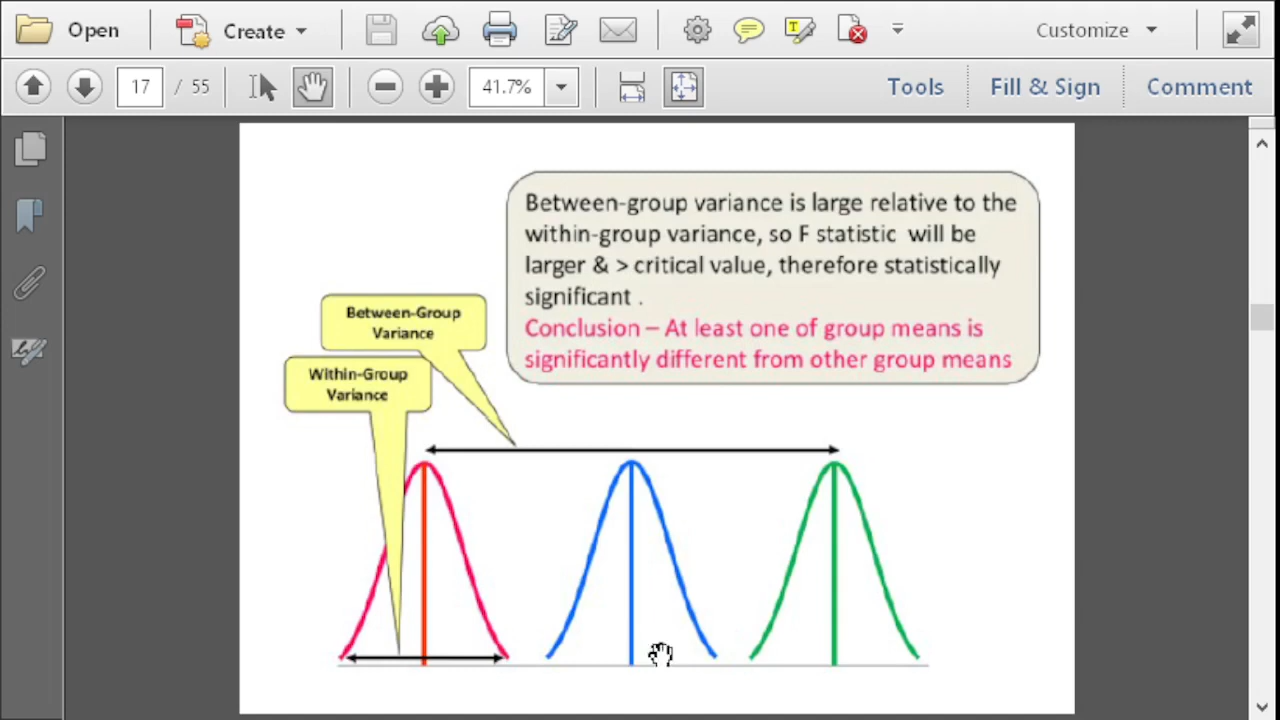 Open
Create
Customize
17 / 55
41.7%
Tools
Fill & Sign
Comment
Between-group variance is large relative to the
within-group variance, so F statistic will be
larger & > critical value, therefore statistically
significant .
Conclusion – At least one of group means is
significantly different from other group means
Between-Group
Variance
Within-Group
Variance